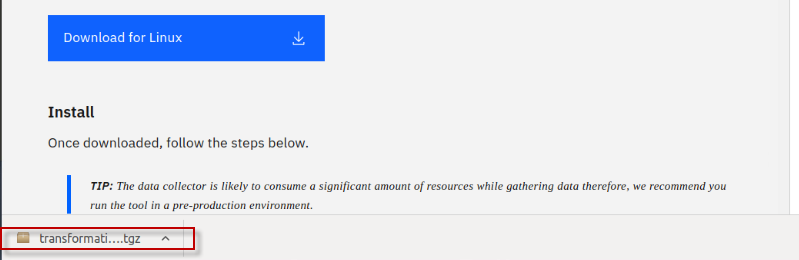 Download for Linux
Install
Once downloaded, follow the steps below.
TIP: The data collector is likely to consume a significant amount of resources while gathering data therefore, we recommend you
run the tool in a pre-production environment.
transformati....tgz